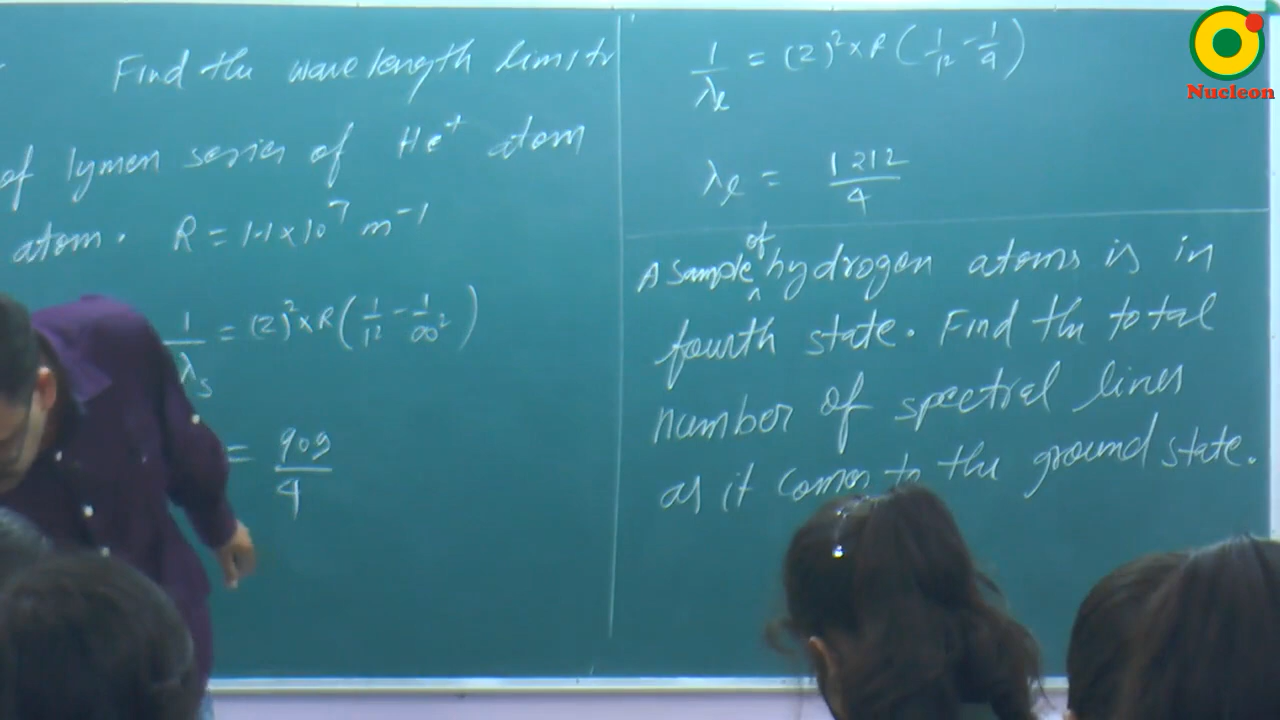 Find the wavelength limits
of lymen series of He⁺ atom
atom. R = 1.1×10⁷ m⁻¹
1/λs = (2)²×R(1/1² - 1/∞²)
= 909/4
1/λℓ = (2)²×R(1/1² - 1/4)
λℓ = 1212/4
A sample of hydrogen atoms is in
fourth state. Find the total
number of spectral lines
as it comes to the ground state.
Nucleon